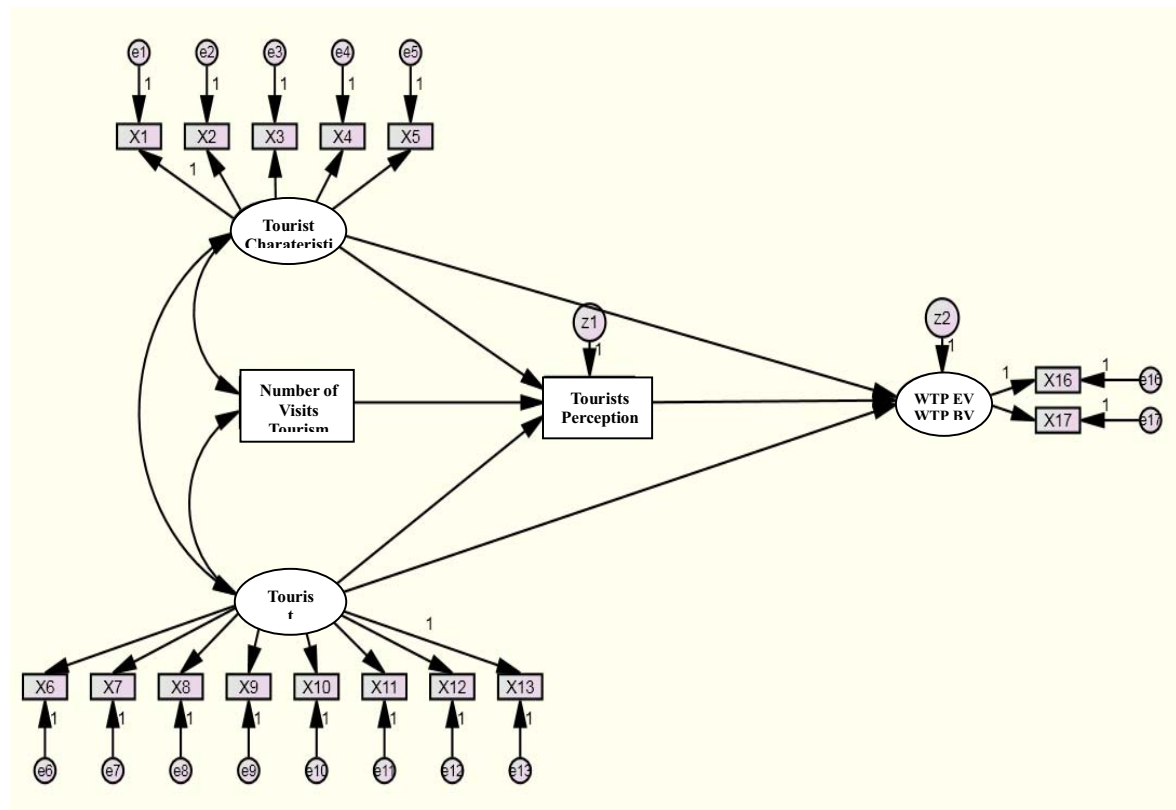 e1 e2 e3 e4 e5
1 1 1 1 1
X1 X2 X3 X4 X5
1
Tourist
Charateristi
z1
1
z2
1
Number of
Visits
Tourism
Tourists
Perception
WTP EV
WTP BV
1 X16 1 e16
X17 1 e17
Touris
t
1
X6 X7 X8 X9 X10 X11 X12 X13
1 1 1 1 1 1 1 1
e6 e7 e8 e9 e10 e11 e12 e13